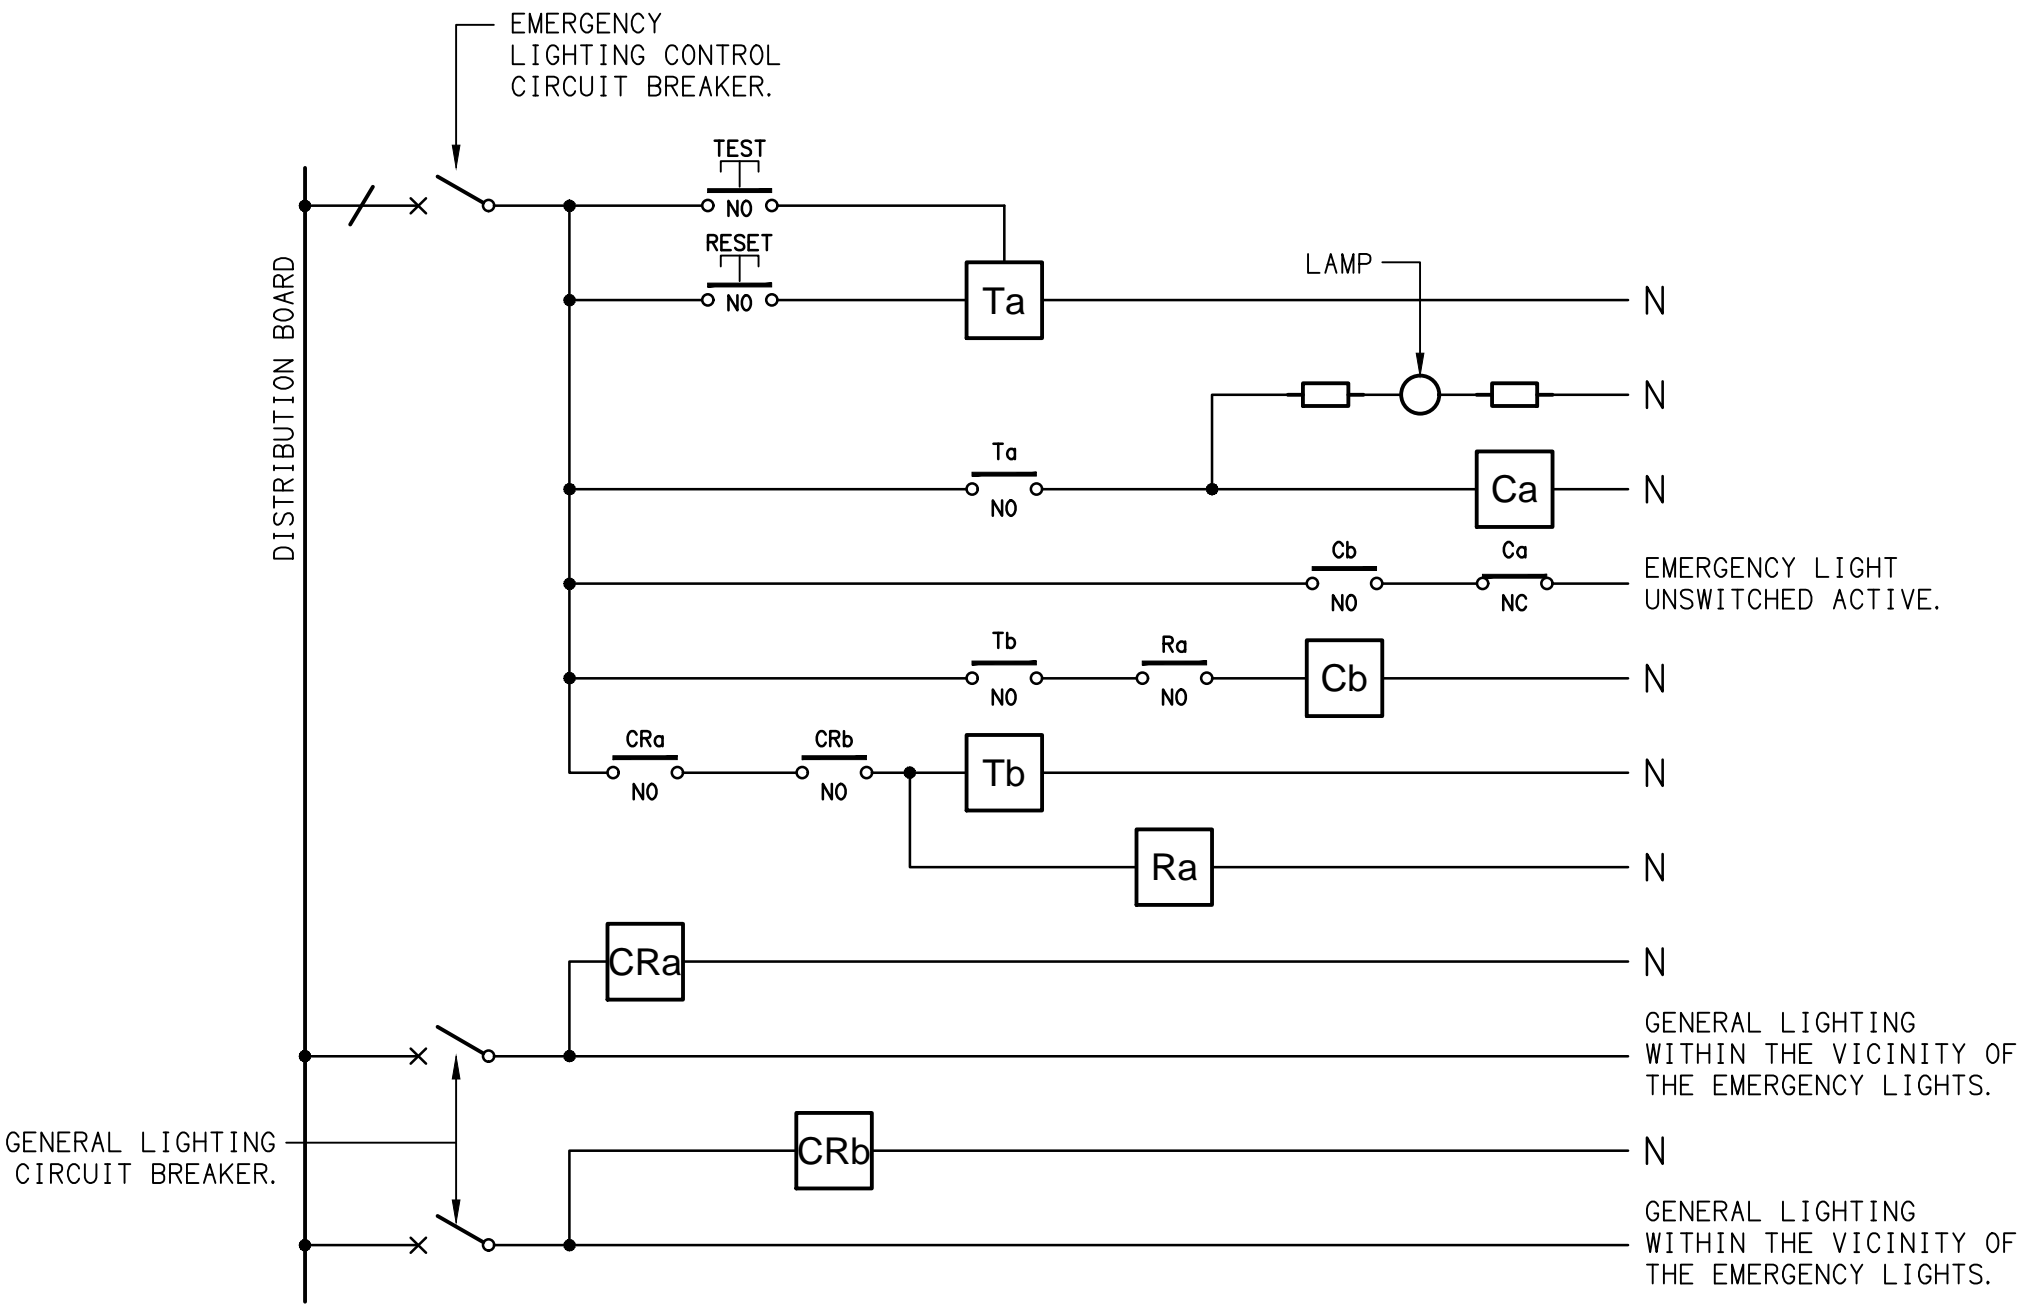 EMERGENCY
LIGHTING CONTROL
CIRCUIT BREAKER.
TEST
NO
RESET
NO
Ta
N
LAMP
N
DISTRIBUTION BOARD
Ta
NO
Ca
N
Cb
NO
Ca
NC
EMERGENCY LIGHT
UNSWITCHED ACTIVE.
Tb
NO
Ra
NO
Cb
N
CRa
NO
CRb
NO
Tb
N
Ra
N
CRa
N
GENERAL LIGHTING
WITHIN THE VICINITY OF
THE EMERGENCY LIGHTS.
GENERAL LIGHTING
CIRCUIT BREAKER.
CRb
N
GENERAL LIGHTING
WITHIN THE VICINITY OF
THE EMERGENCY LIGHTS.